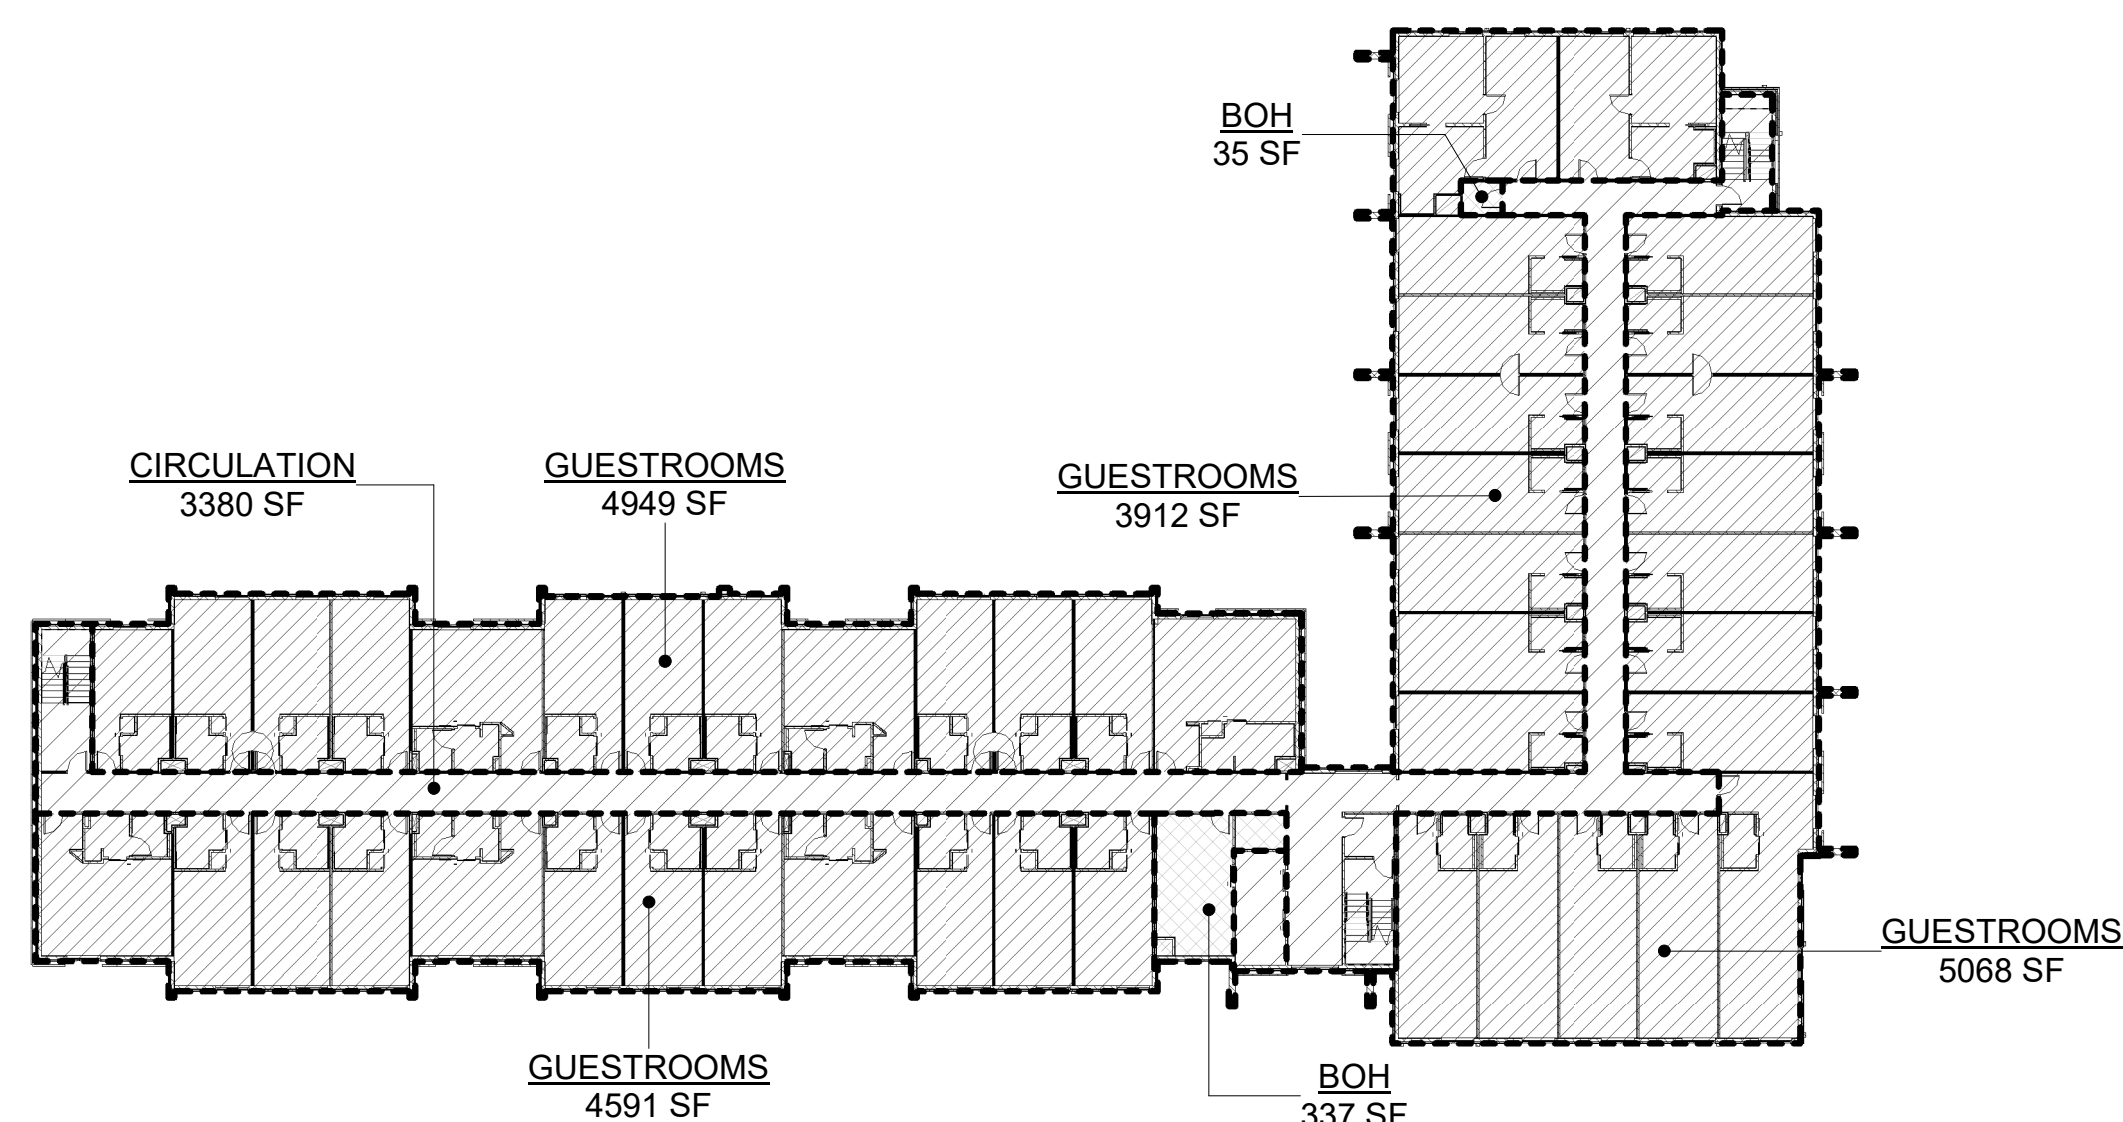 BOH
35 SF
CIRCULATION
3380 SF
GUESTROOMS
4949 SF
GUESTROOMS
3912 SF
GUESTROOMS
5068 SF
GUESTROOMS
4591 SF
BOH
337 SF